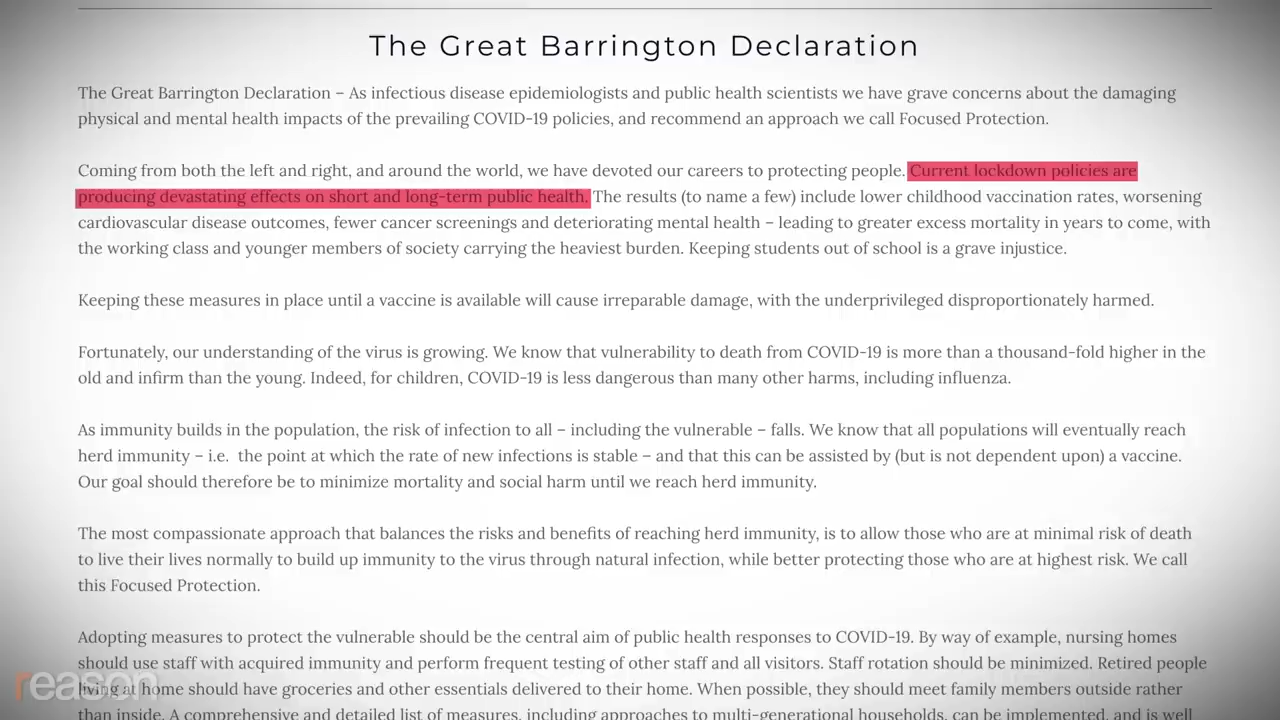 The Great Barrington Declaration
The Great Barrington Declaration – As infectious disease epidemiologists and public health scientists we have grave concerns about the damaging
physical and mental health impacts of the prevailing COVID-19 policies, and recommend an approach we call Focused Protection.
Coming from both the left and right, and around the world, we have devoted our careers to protecting people. Current lockdown policies are
producing devastating effects on short and long-term public health. The results (to name a few) include lower childhood vaccination rates, worsening
cardiovascular disease outcomes, fewer cancer screenings and deteriorating mental health – leading to greater excess mortality in years to come, with
the working class and younger members of society carrying the heaviest burden. Keeping students out of school is a grave injustice.
Keeping these measures in place until a vaccine is available will cause irreparable damage, with the underprivileged disproportionately harmed.
Fortunately, our understanding of the virus is growing. We know that vulnerability to death from COVID-19 is more than a thousand-fold higher in the
old and infirm than the young. Indeed, for children, COVID-19 is less dangerous than many other harms, including influenza.
As immunity builds in the population, the risk of infection to all – including the vulnerable – falls. We know that all populations will eventually reach
herd immunity – i.e.  the point at which the rate of new infections is stable – and that this can be assisted by (but is not dependent upon) a vaccine.
Our goal should therefore be to minimize mortality and social harm until we reach herd immunity.
The most compassionate approach that balances the risks and benefits of reaching herd immunity, is to allow those who are at minimal risk of death
to live their lives normally to build up immunity to the virus through natural infection, while better protecting those who are at highest risk. We call
this Focused Protection.
Adopting measures to protect the vulnerable should be the central aim of public health responses to COVID-19. By way of example, nursing homes
should use staff with acquired immunity and perform frequent testing of other staff and all visitors. Staff rotation should be minimized. Retired people
living at home should have groceries and other essentials delivered to their home. When possible, they should meet family members outside rather
than inside. A comprehensive and detailed list of measures, including approaches to multi-generational households, can be implemented, and is well
reason